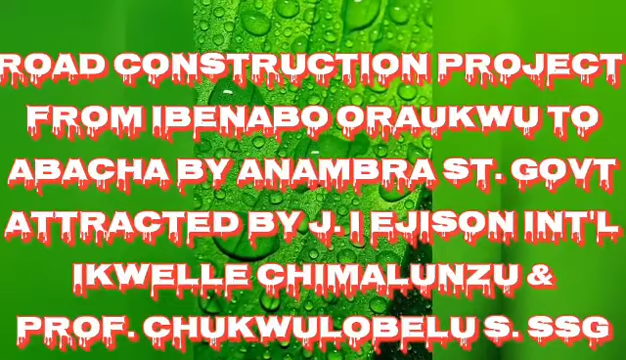 ROAD CONSTRUCTION PROJECT
FROM IBENABO ORAUKWU TO
ABACHA BY ANAMBRA ST. GOVT
ATTRACTED BY J. I EJISON INT'L
IKWELLE CHIMALUNZU &
PROF. CHUKWULOBELU S. SSG